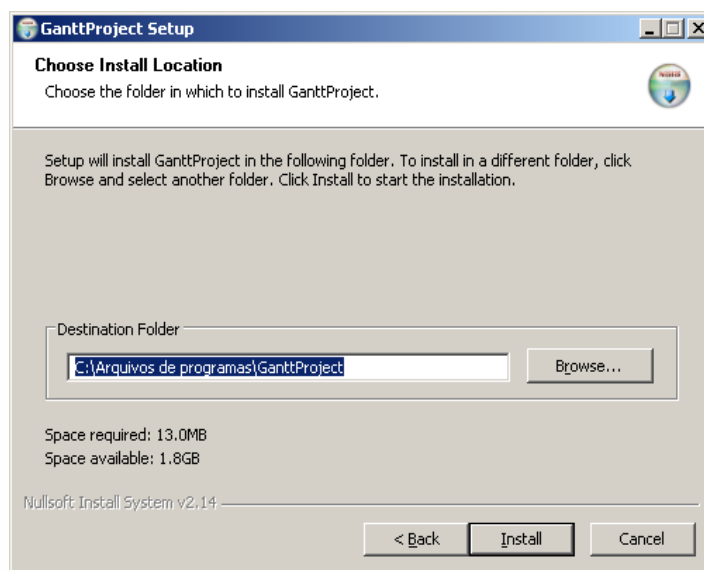 GanttProject Setup
Choose Install Location
Choose the folder in which to install GanttProject.
Setup will install GanttProject in the following folder. To install in a different folder, click
Browse and select another folder. Click Install to start the installation.
Destination Folder
C:\Arquivos de programas\GanttProject
Browse...
Space required: 13.0MB
Space available: 1.8GB
Nullsoft Install System v2.14
< Back
Install
Cancel